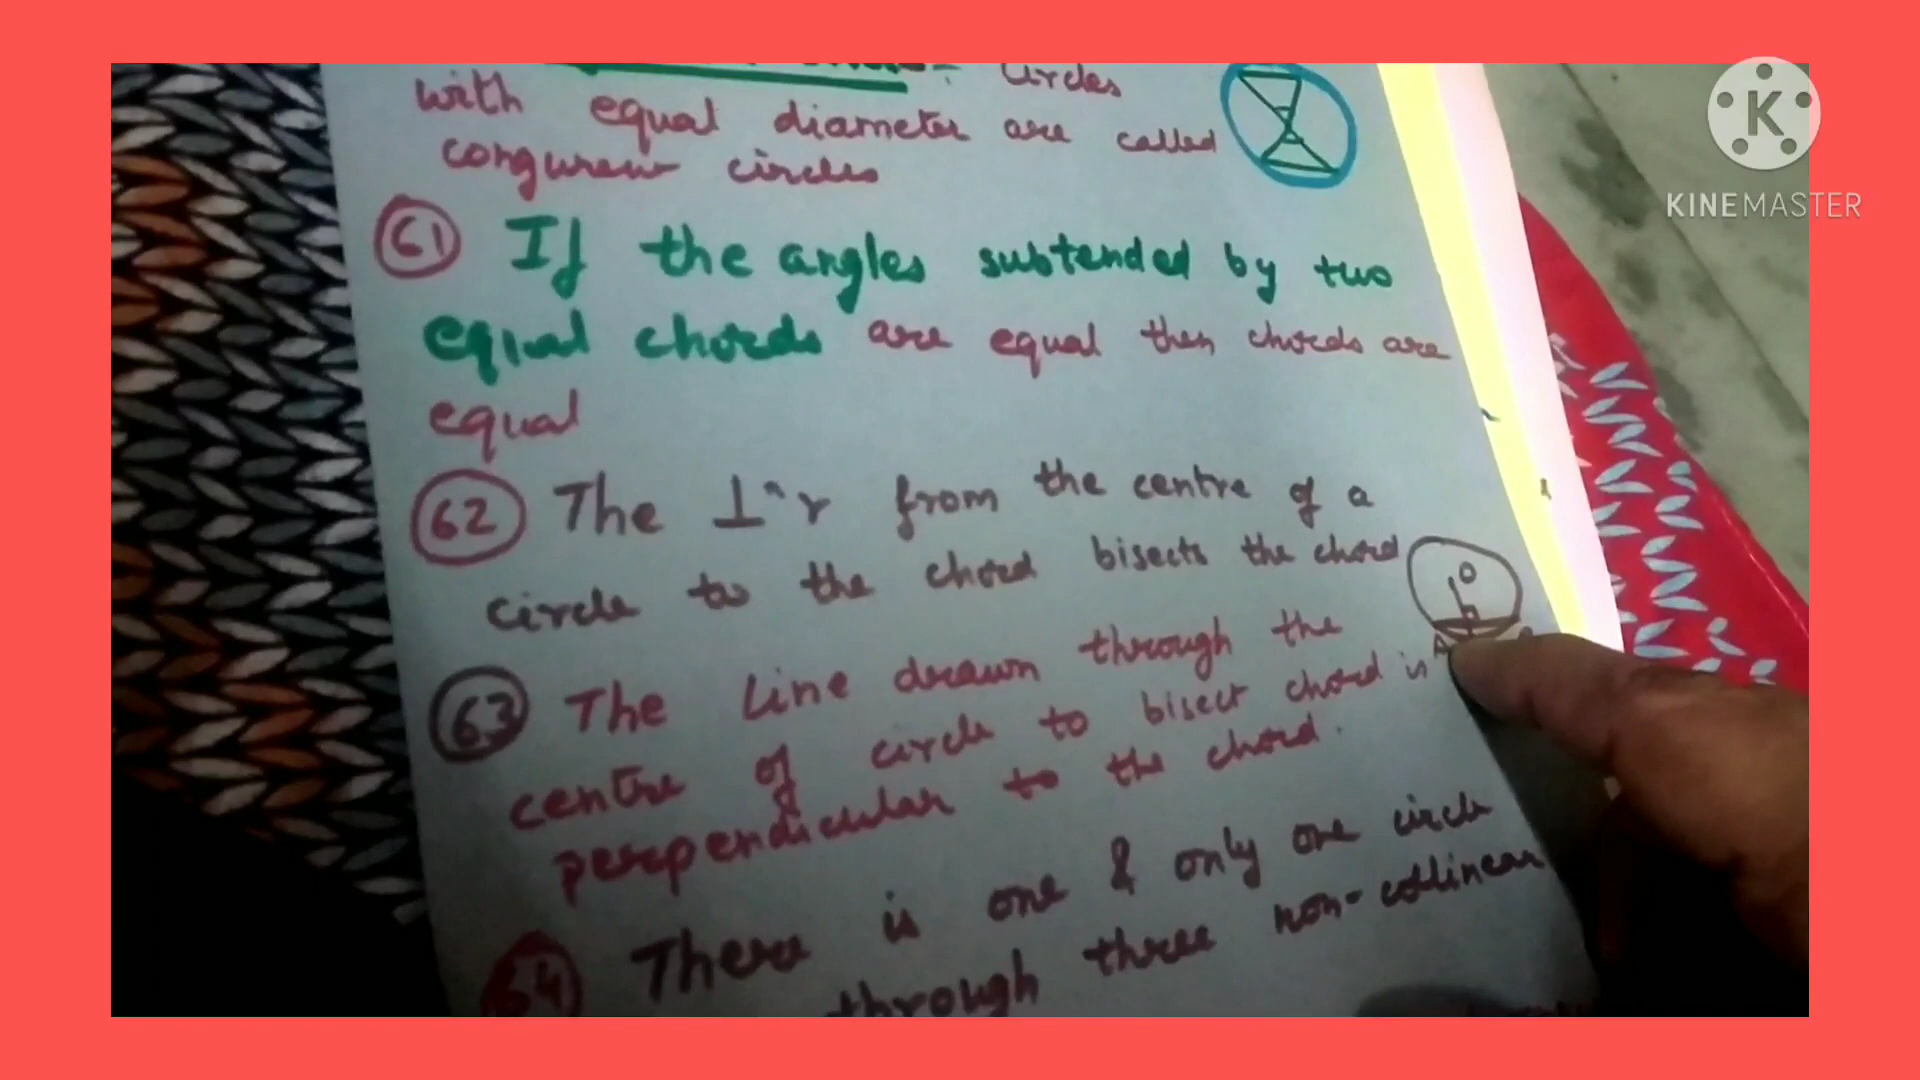 Circles
with equal diameter are called
congurew circles
61 If the angles subtended by two
equal chords are equal then chords are
equal
62 The ⊥^r from the centre of a
circle to the chord bisects the chord
O
A
63 The Line drawn through the
centre of circle to bisect chord is
perpendicular to the chord.
64 There is one & only one circle
through three non-collinear
K
KINEMASTER